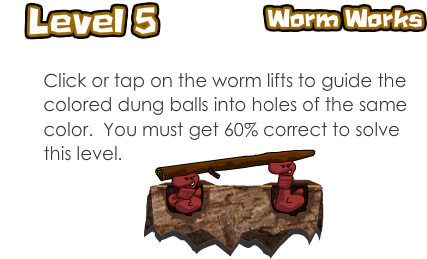 Level 5
Worm Works
Click or tap on the worm lifts to guide the
colored dung balls into holes of the same
color. You must get 60% correct to solve
this level.